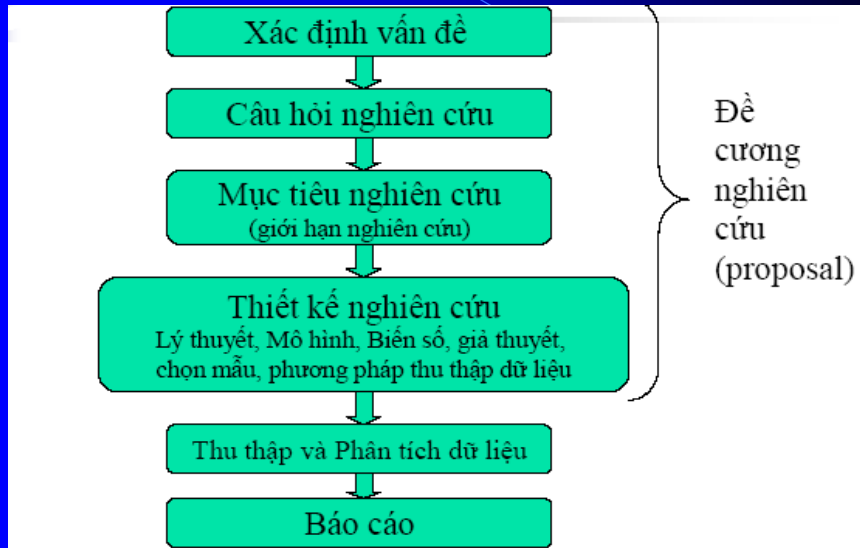 Xác định vấn đề
Câu hỏi nghiên cứu
Mục tiêu nghiên cứu
(giới hạn nghiên cứu)
Thiết kế nghiên cứu
Lý thuyết, Mô hình, Biến số, giả thuyết,
chọn mẫu, phương pháp thu thập dữ liệu
Thu thập và Phân tích dữ liệu
Báo cáo
Đề
cương
nghiên
cứu
(proposal)